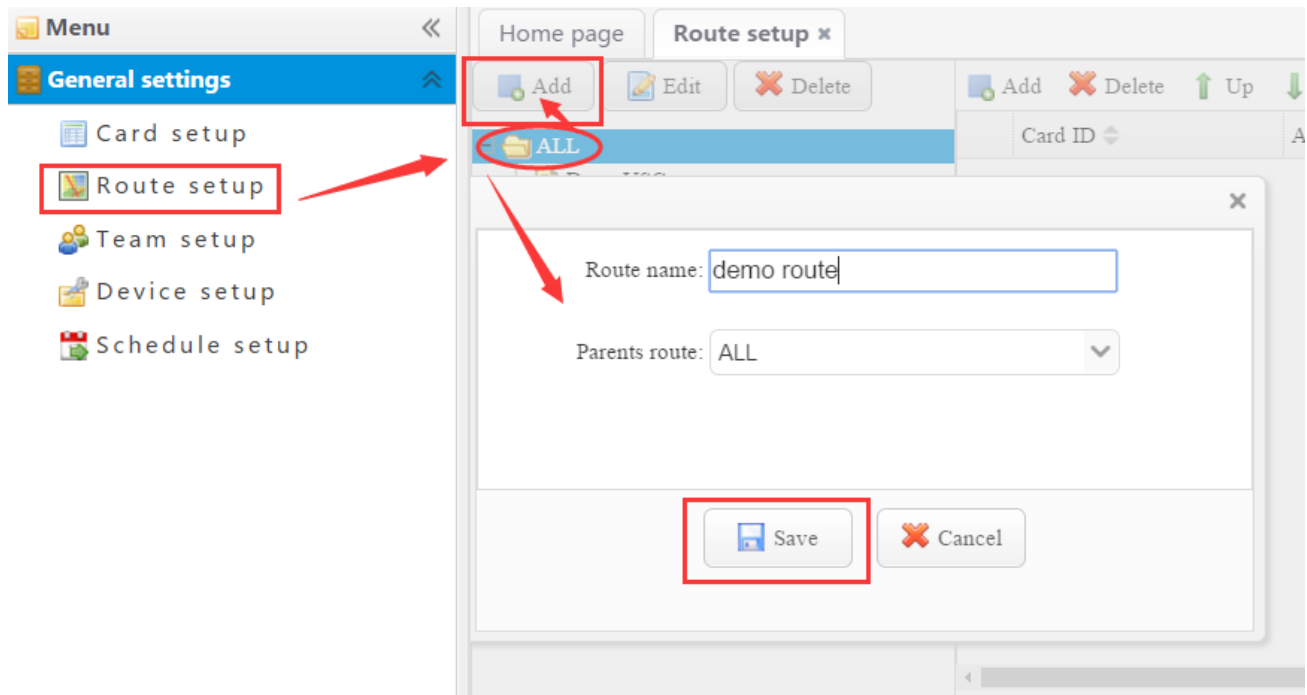 Menu
General settings
Card setup
Route setup
Team setup
Device setup
Schedule setup
Home page
Route setup
Add
Edit
Delete
Add
Delete
Up
ALL
Card ID
A
Route name: demo route
Parents route: ALL
Save
Cancel